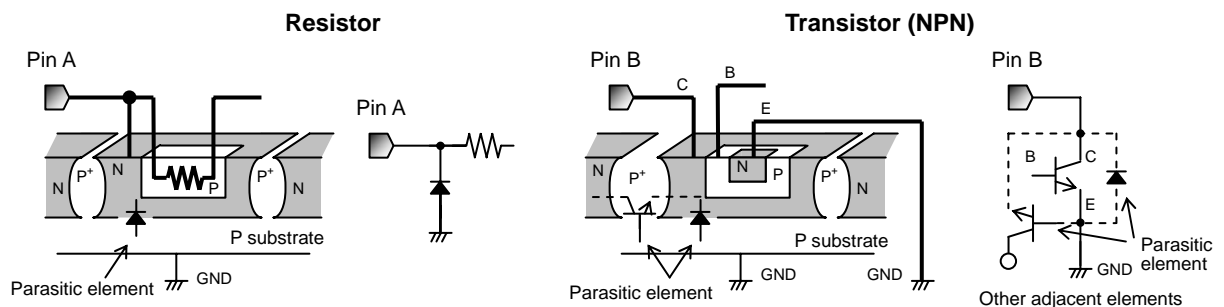 Resistor
Transistor (NPN)
Pin A
Pin A
N
P+
N
P
P+
N
P substrate
Parasitic element
GND
Pin B
C
B
E
N
P+
N
P
P+
N
P substrate
Parasitic element
GND
GND
Pin B
B
C
E
GND
Parasitic
element
Other adjacent elements